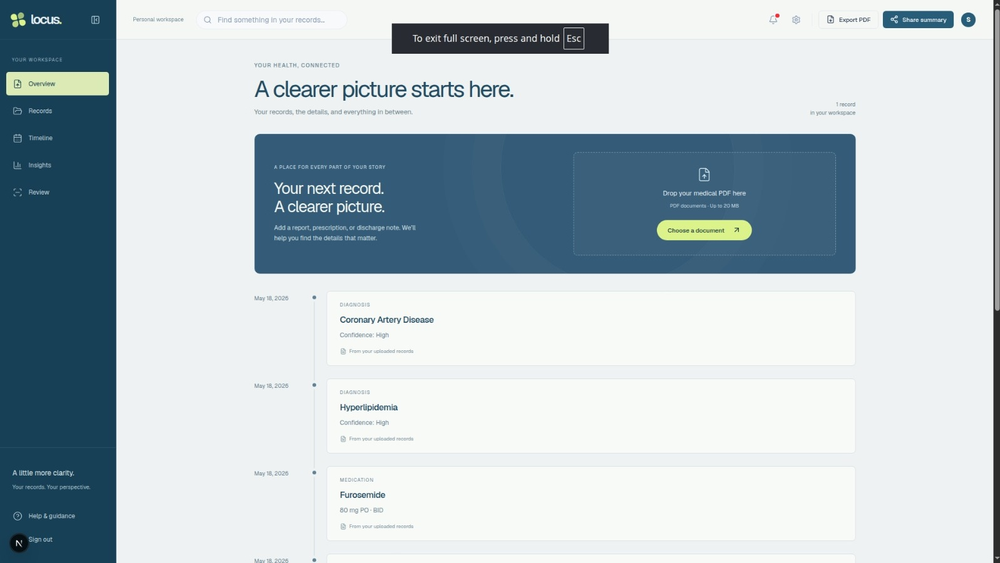 locus.
Personal workspace
Find something in your records...
Export PDF
Share summary
S
To exit full screen, press and hold Esc
YOUR WORKSPACE
Overview
Records
Timeline
Insights
Review
A little more clarity.
Your records. Your perspective.
Help & guidance
N
Sign out
YOUR HEALTH, CONNECTED
A clearer picture starts here.
Your records, the details, and everything in between.
1 record
in your workspace
A PLACE FOR EVERY PART OF YOUR STORY
Your next record.
A clearer picture.
Add a report, prescription, or discharge note. We'll
help you find the details that matter.
Drop your medical PDF here
PDF documents · Up to 20 MB
Choose a document
May 18, 2026
DIAGNOSIS
Coronary Artery Disease
Confidence: High
From your uploaded records
May 18, 2026
DIAGNOSIS
Hyperlipidemia
Confidence: High
From your uploaded records
May 18, 2026
MEDICATION
Furosemide
80 mg PO · BID
From your uploaded records
May 18, 2026